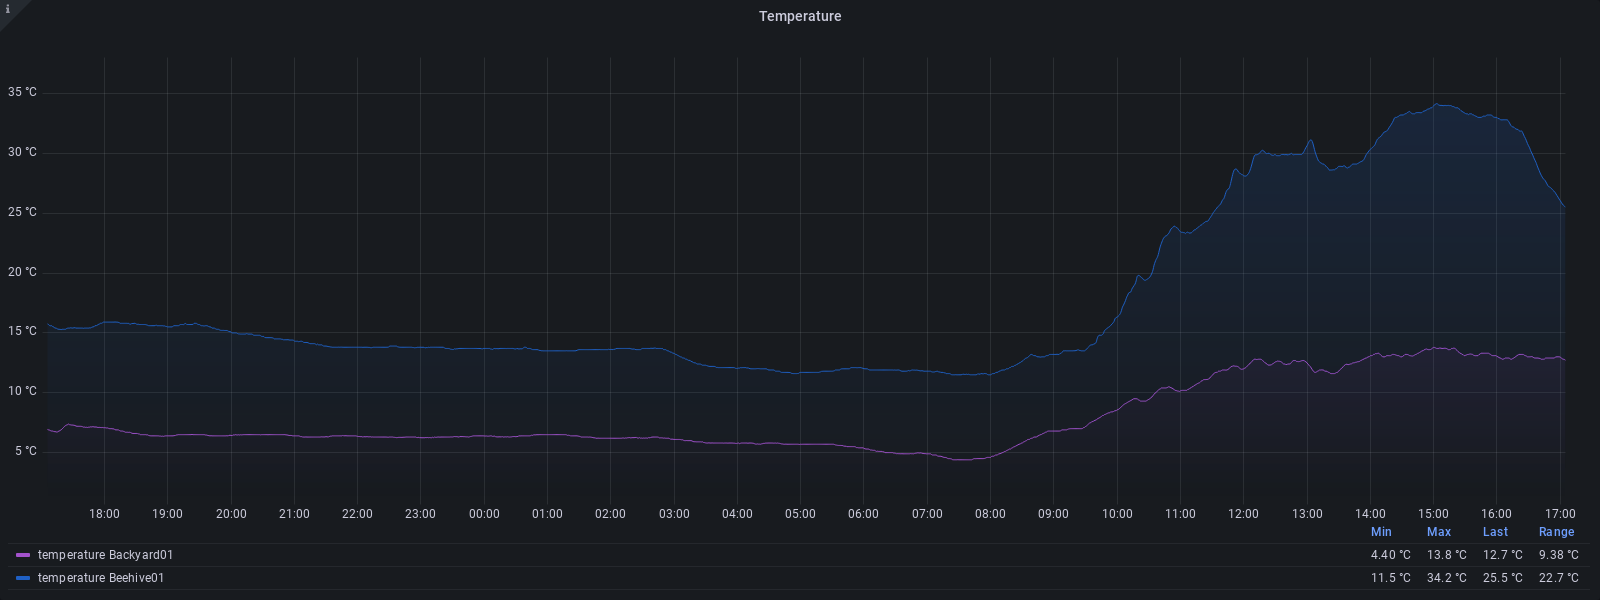 i
Temperature
35 °C
30 °C
25 °C
20 °C
15 °C
10 °C
5 °C
18:00 19:00 20:00 21:00 22:00 23:00 00:00 01:00 02:00 03:00 04:00 05:00 06:00 07:00 08:00 09:00 10:00 11:00 12:00 13:00 14:00 15:00 16:00 17:00
Min Max Last Range
temperature Backyard01 4.40 °C 13.8 °C 12.7 °C 9.38 °C
temperature Beehive01 11.5 °C 34.2 °C 25.5 °C 22.7 °C